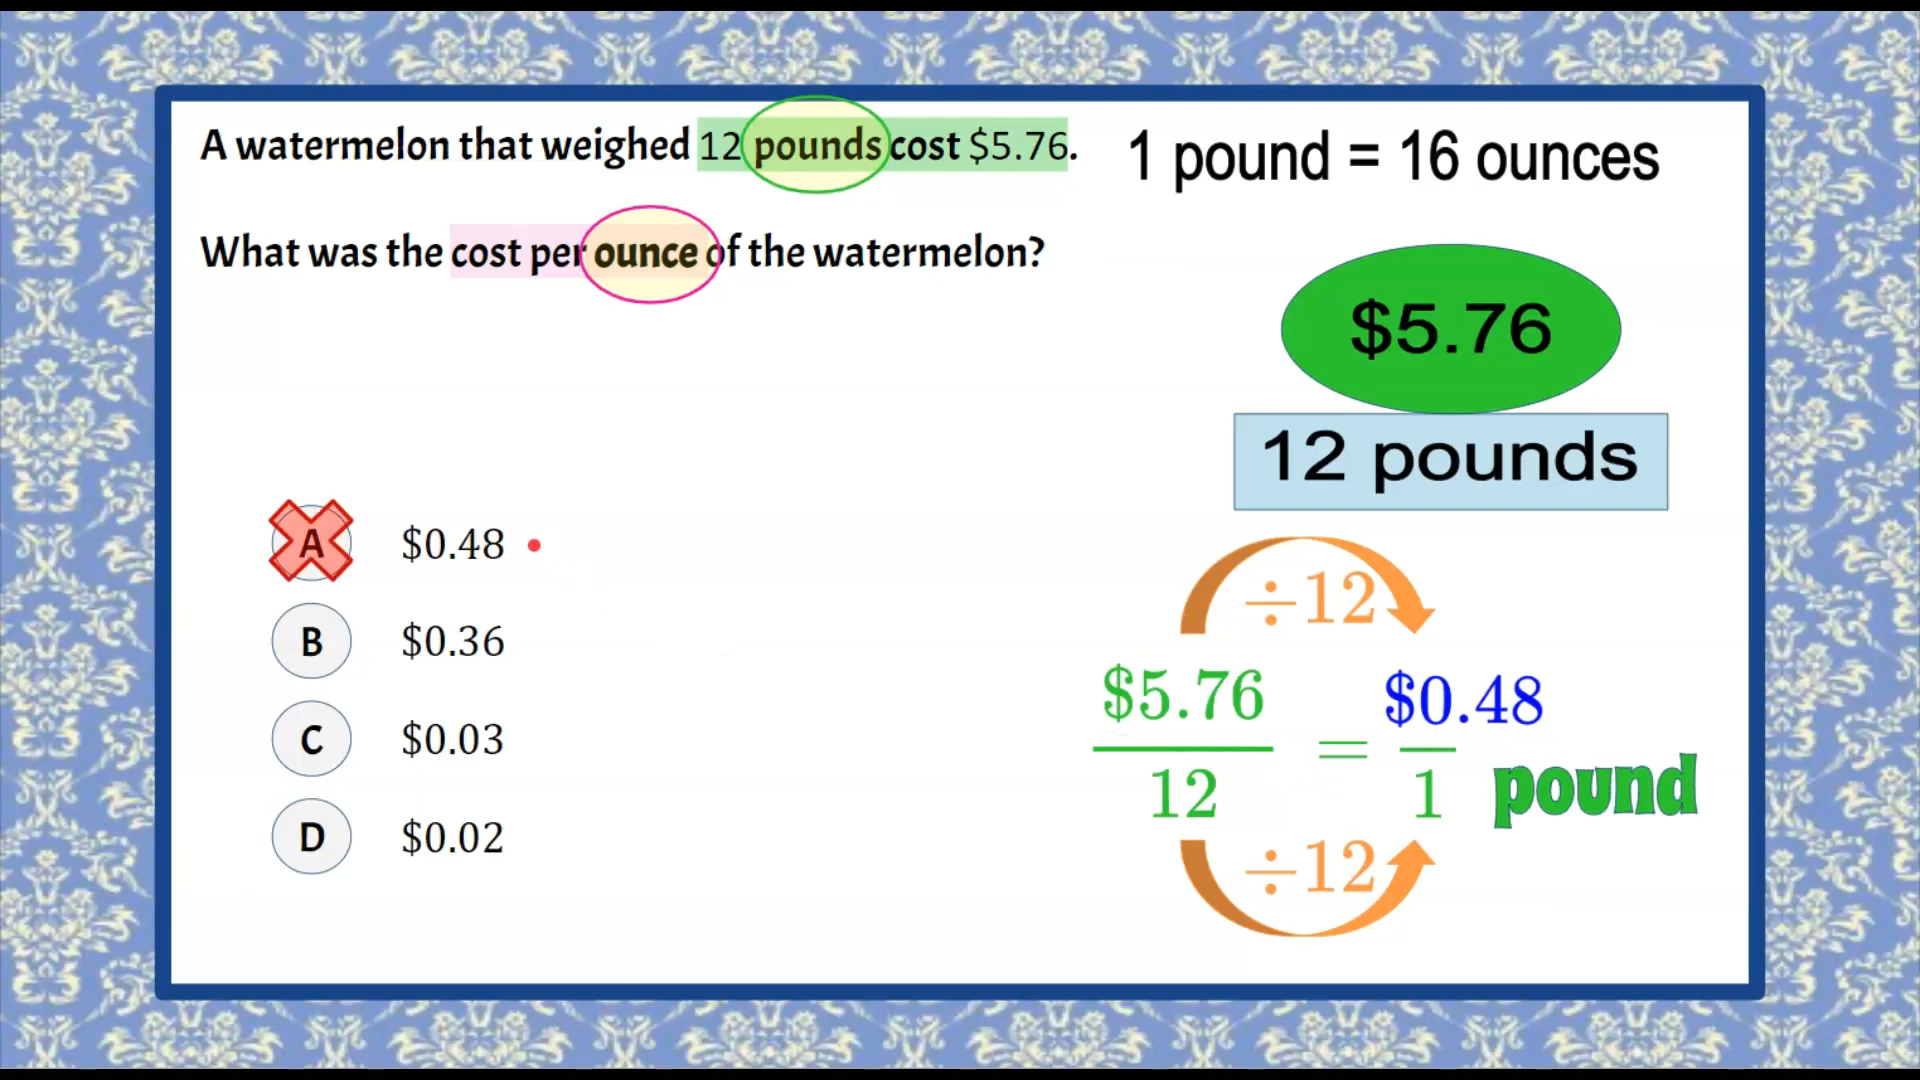 A watermelon that weighed 12 pounds cost $5.76.
1 pound = 16 ounces
What was the cost per ounce of the watermelon?
$5.76
12 pounds
A $0.48
B $0.36
C $0.03
D $0.02
÷12
$5.76
12
=
$0.48
1 pound
÷12